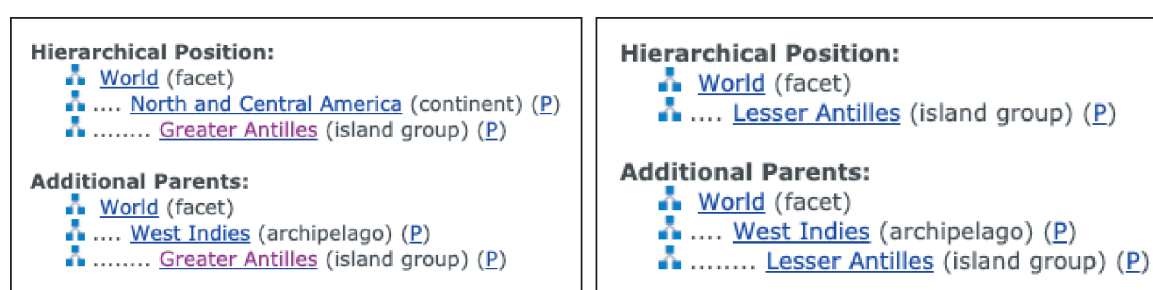 Hierarchical Position:
World (facet)
.... North and Central America (continent) (P)
........ Greater Antilles (island group) (P)
Additional Parents:
World (facet)
.... West Indies (archipelago) (P)
........ Greater Antilles (island group) (P)
Hierarchical Position:
World (facet)
.... Lesser Antilles (island group) (P)
Additional Parents:
World (facet)
.... West Indies (archipelago) (P)
........ Lesser Antilles (island group) (P)